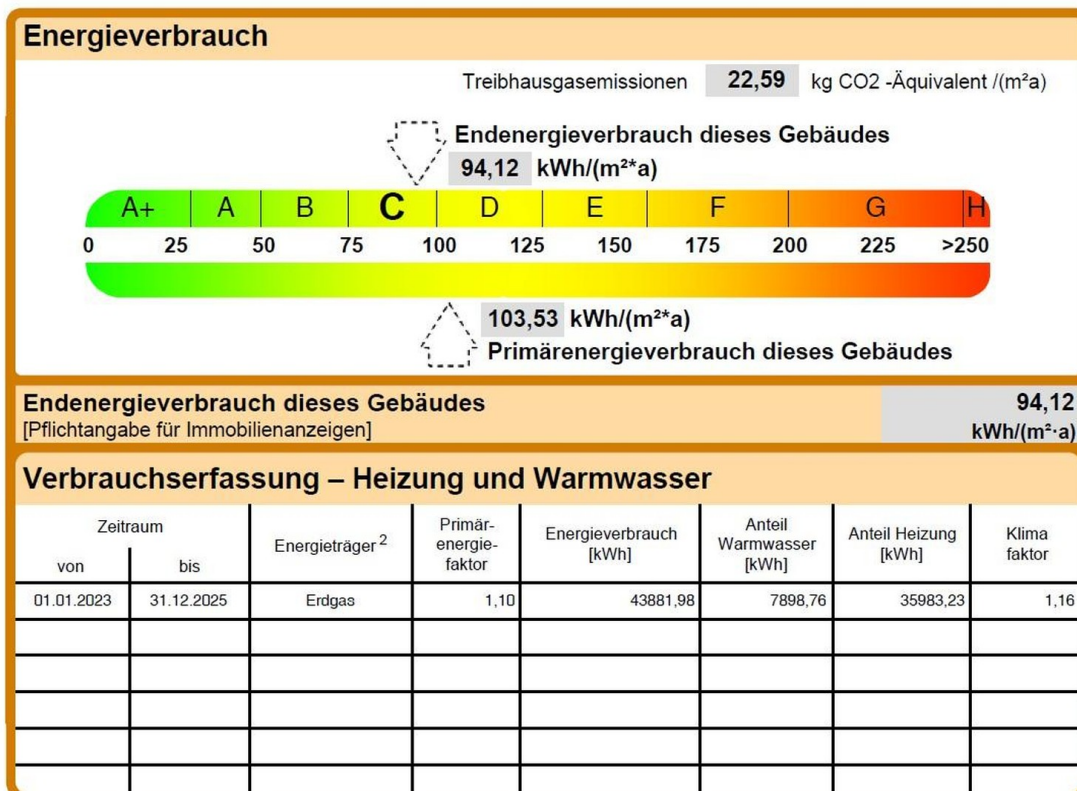 Energieverbrauch
Treibhausgasemissionen 22,59 kg CO2 -Äquivalent /(m²a)
Endenergieverbrauch dieses Gebäudes
94,12 kWh/(m²*a)
A+ A B C D E F G H
0 25 50 75 100 125 150 175 200 225 >250
103,53 kWh/(m²*a)
Primärenergieverbrauch dieses Gebäudes
Endenergieverbrauch dieses Gebäudes 94,12
[Pflichtangabe für Immobilienanzeigen] kWh/(m²·a)
Verbrauchserfassung – Heizung und Warmwasser
Zeitraum
von bis
Energieträger 2
Primär-
energie-
faktor
Energieverbrauch
[kWh]
Anteil
Warmwasser
[kWh]
Anteil Heizung
[kWh]
Klima
faktor
01.01.2023 31.12.2025 Erdgas 1,10 43881,98 7898,76 35983,23 1,16